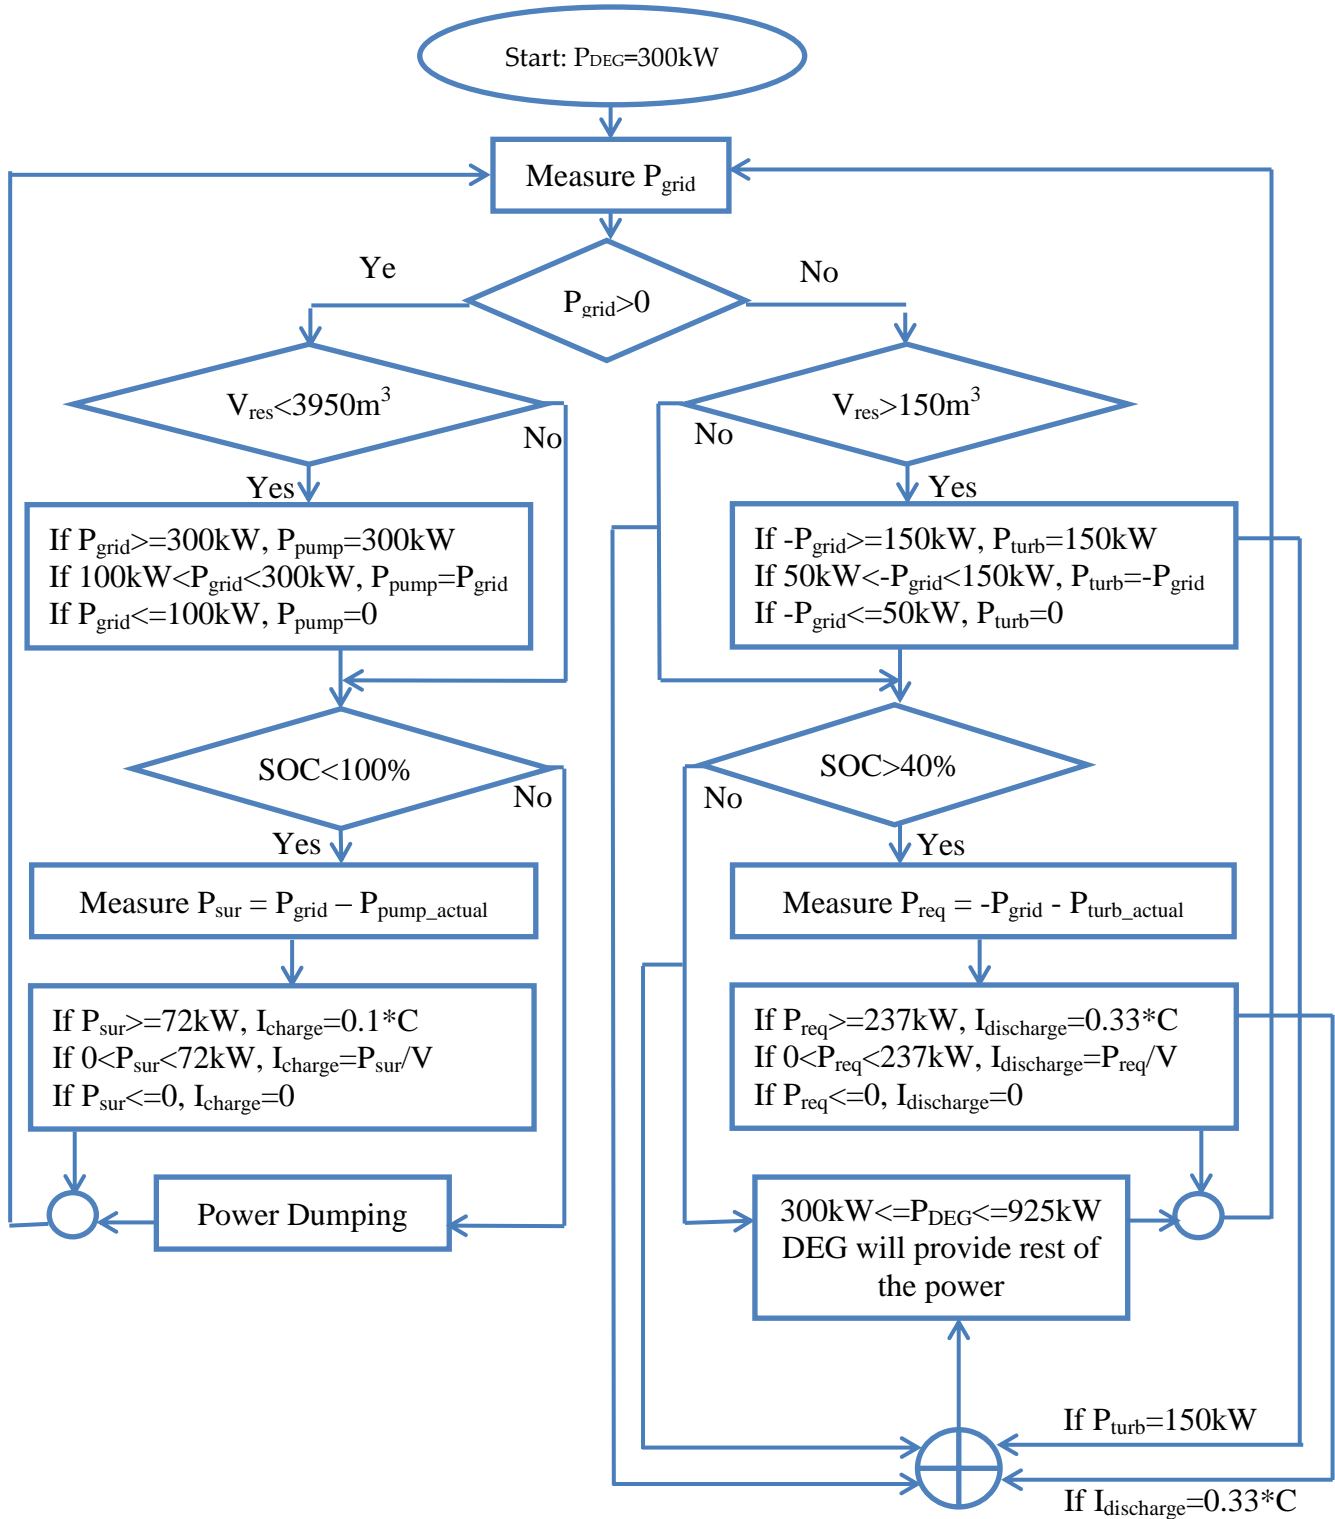 Start: PDEG=300kW
Measure Pgrid
Ye
No
Pgrid>0
Vres<3950m3
No
Yes
Vres>150m3
No
Yes
If Pgrid>=300kW, Ppump=300kW
If 100kW<Pgrid<300kW, Ppump=Pgrid
If Pgrid<=100kW, Ppump=0
If -Pgrid>=150kW, Pturb=150kW
If 50kW<-Pgrid<150kW, Pturb=-Pgrid
If -Pgrid<=50kW, Pturb=0
SOC<100%
No
Yes
SOC>40%
No
Yes
Measure Psur = Pgrid – Ppump_actual
Measure Preq = -Pgrid - Pturb_actual
If Psur>=72kW, Icharge=0.1*C
If 0<Psur<72kW, Icharge=Psur/V
If Psur<=0, Icharge=0
If Preq>=237kW, Idischarge=0.33*C
If 0<Preq<237kW, Idischarge=Preq/V
If Preq<=0, Idischarge=0
Power Dumping
300kW<=PDEG<=925kW
DEG will provide rest of
the power
If Pturb=150kW
If Idischarge=0.33*C